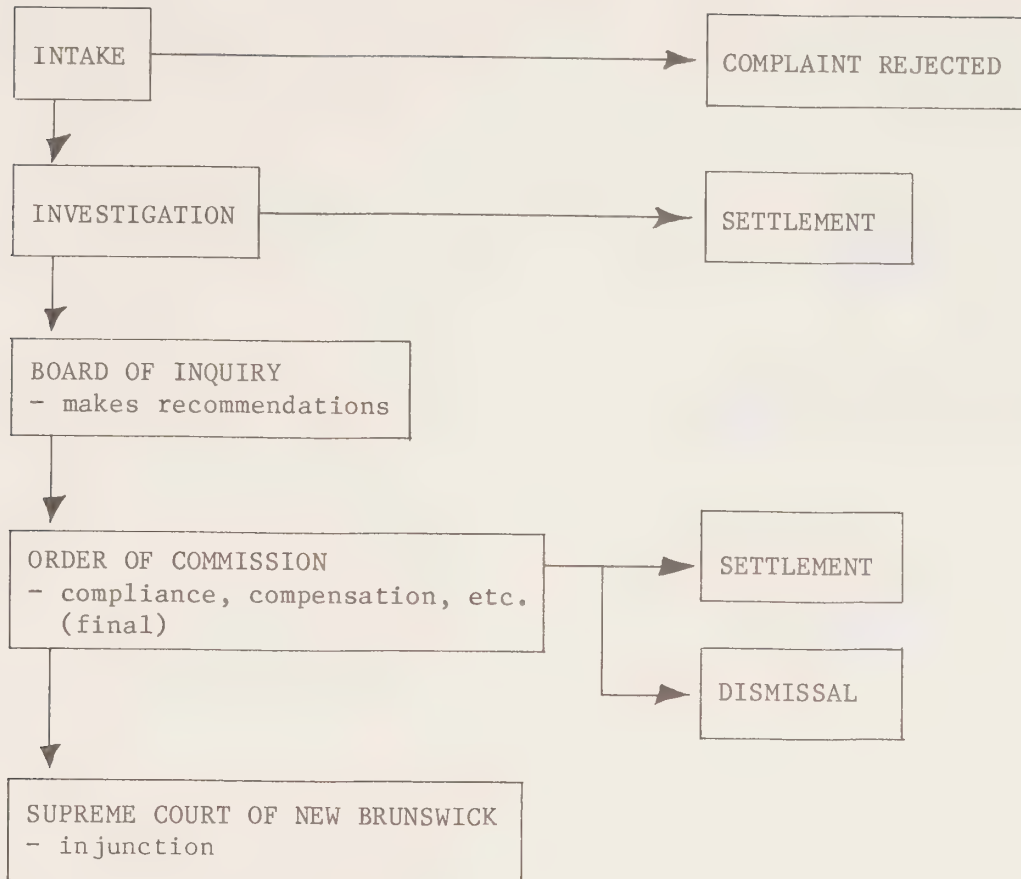 INTAKE
COMPLAINT REJECTED
INVESTIGATION
SETTLEMENT
BOARD OF INQUIRY
- makes recommendations
ORDER OF COMMISSION
- compliance, compensation, etc.
(final)
SETTLEMENT
DISMISSAL
SUPREME COURT OF NEW BRUNSWICK
- injunction